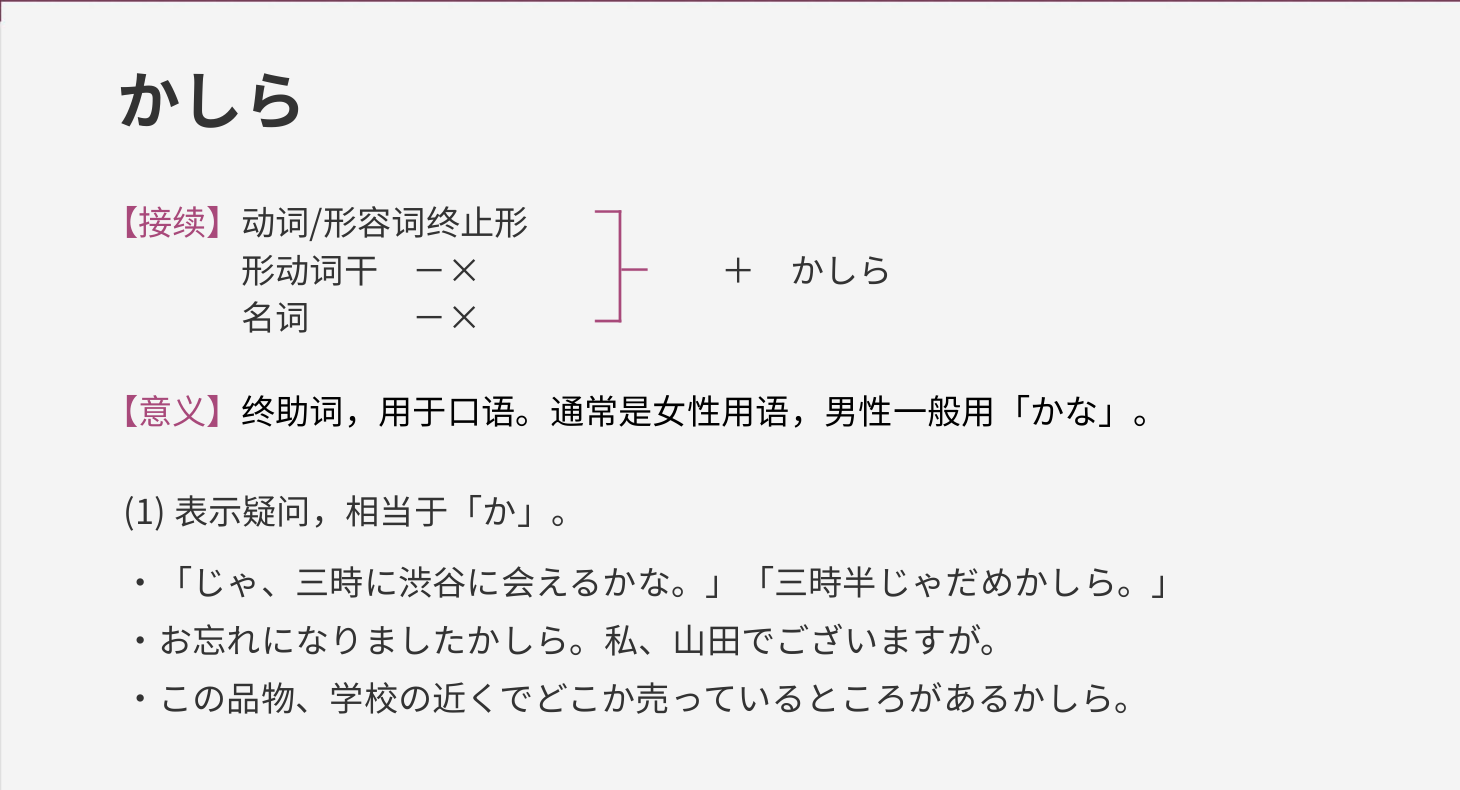 かしら
【接续】动词/形容词终止形
形动词干 －× ＋ かしら
名词 －×
【意义】终助词，用于口语。通常是女性用语，男性一般用「かな」。
(1) 表示疑问，相当于「か」。
・「じゃ、三時に渋谷に会えるかな。」「三時半じゃだめかしら。」
・お忘れになりましたかしら。私、山田でございますが。
・この品物、学校の近くでどこか売っているところがあるかしら。